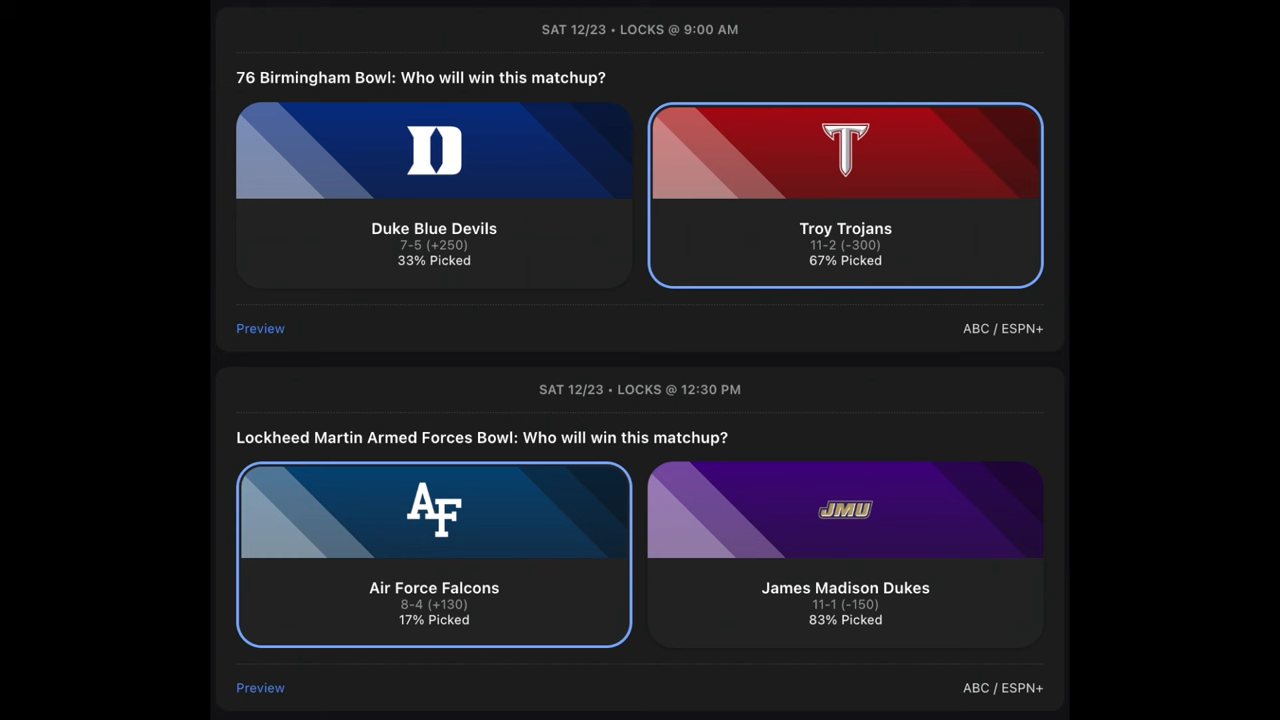 SAT 12/23 • LOCKS @ 9:00 AM
76 Birmingham Bowl: Who will win this matchup?
D
T
Duke Blue Devils
7-5 (+250)
33% Picked
Troy Trojans
11-2 (-300)
67% Picked
Preview
ABC / ESPN+
SAT 12/23 • LOCKS @ 12:30 PM
Lockheed Martin Armed Forces Bowl: Who will win this matchup?
AF
JMU
Air Force Falcons
8-4 (+130)
17% Picked
James Madison Dukes
11-1 (-150)
83% Picked
Preview
ABC / ESPN+